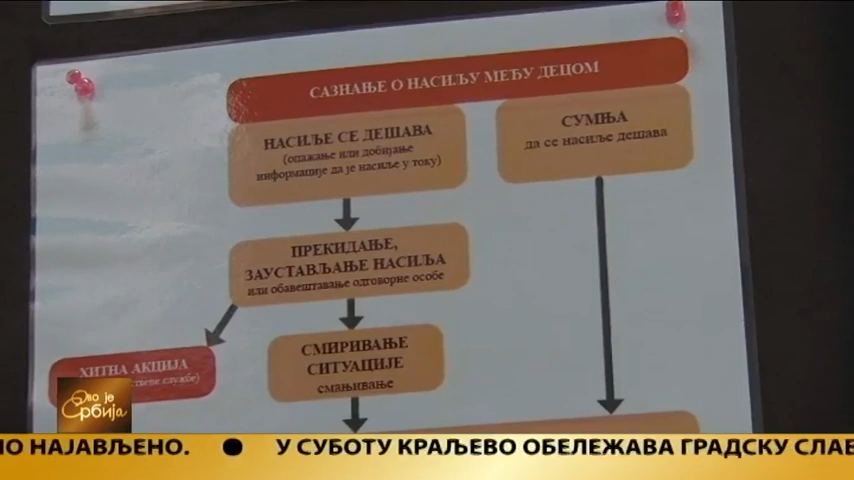 САЗНАЊЕ О НАСИЉУ МЕЂУ ДЕЦОМ
НАСИЉЕ СЕ ДЕШАВА
(опажање или добијање
информације да је насиље у току)
СУМЊА
да се насиље дешава
ПРЕКИДАЊЕ,
ЗАУСТАВЉАЊЕ НАСИЉА
или обавештавање одговорне особе
ХИТНА АКЦИЈА
службе)
СМИРИВАЊЕ
СИТУАЦИЈЕ
смањивање
Ово је
Србија
НО НАЈАВЉЕНО. ● У СУБОТУ КРАЉЕВО ОБЕЛЕЖАВА ГРАДСКУ СЛАВ